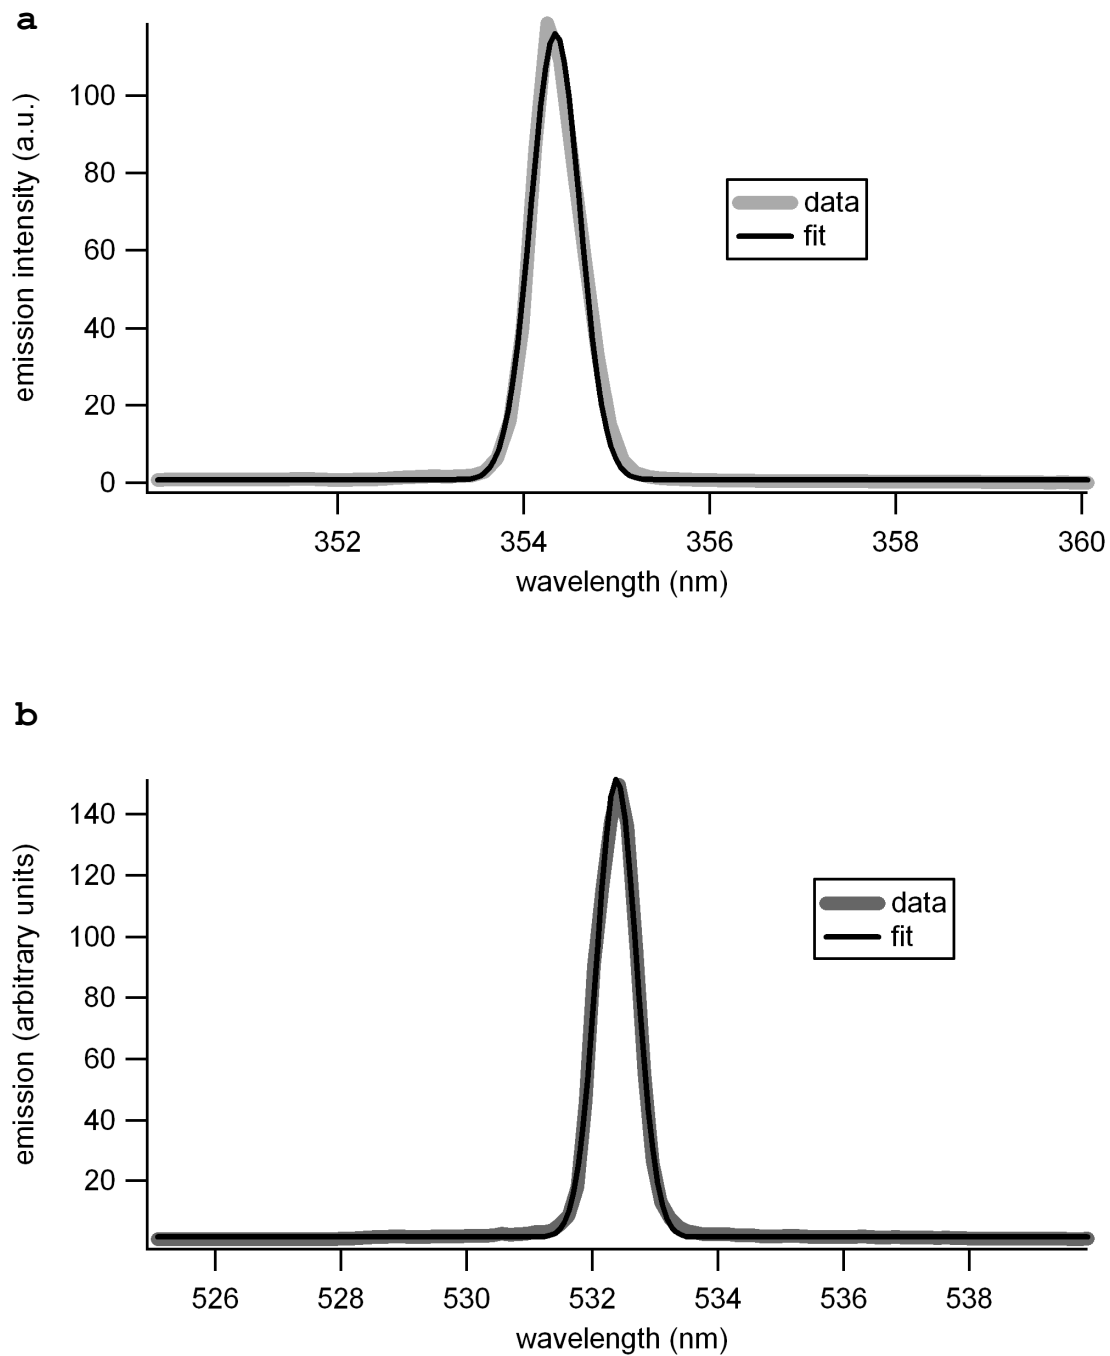 a
emission intensity (a.u.)
100
80
60
40
20
0
data
fit
352 354 356 358 360
wavelength (nm)
b
emission (arbitrary units)
140
120
100
80
60
40
20
data
fit
526 528 530 532 534 536 538
wavelength (nm)